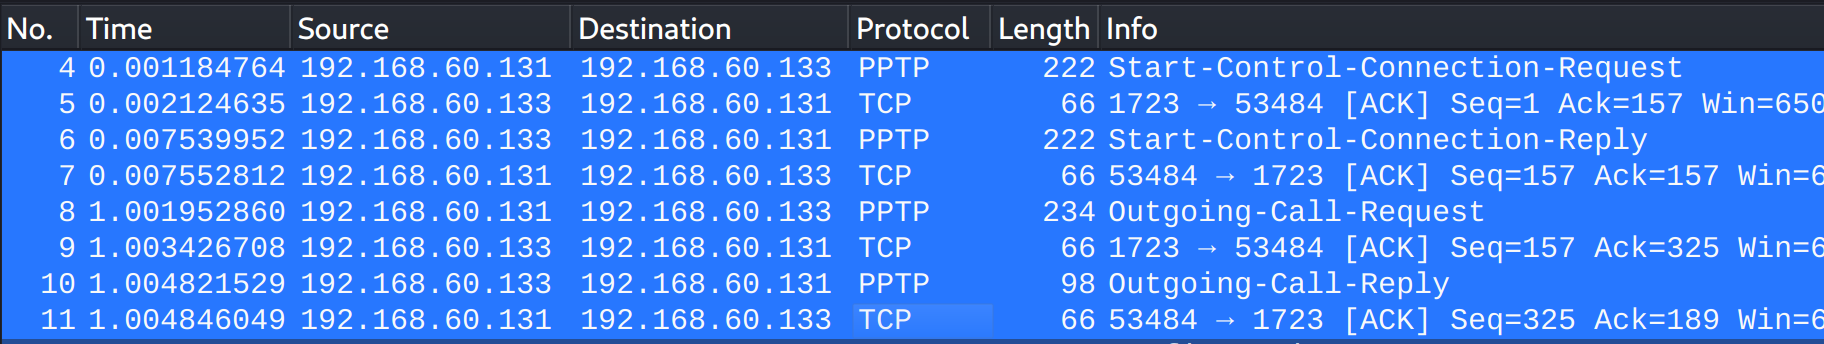 No. Time Source Destination Protocol Length Info
4 0.001184764 192.168.60.131 192.168.60.133 PPTP 222 Start-Control-Connection-Request
5 0.002124635 192.168.60.133 192.168.60.131 TCP 66 1723 → 53484 [ACK] Seq=1 Ack=157 Win=650
6 0.007539952 192.168.60.133 192.168.60.131 PPTP 222 Start-Control-Connection-Reply
7 0.007552812 192.168.60.131 192.168.60.133 TCP 66 53484 → 1723 [ACK] Seq=157 Ack=157 Win=6
8 1.001952860 192.168.60.131 192.168.60.133 PPTP 234 Outgoing-Call-Request
9 1.003426708 192.168.60.133 192.168.60.131 TCP 66 1723 → 53484 [ACK] Seq=157 Ack=325 Win=6
10 1.004821529 192.168.60.133 192.168.60.131 PPTP 98 Outgoing-Call-Reply
11 1.004846049 192.168.60.131 192.168.60.133 TCP 66 53484 → 1723 [ACK] Seq=325 Ack=189 Win=6